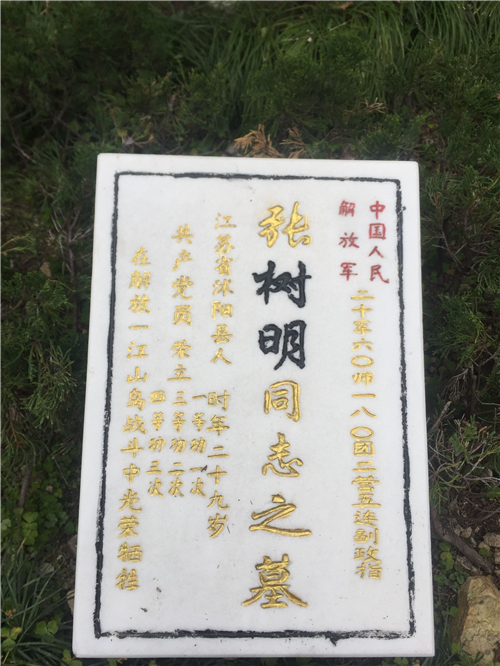 中国人民
解放军
二十军六〇师一八〇团二营五连副政指
张树明同志之墓
江苏省浓阳县人 时年二十九岁
共产党员 荣立
一等功一次
三等功二次
四等功三次
在解放一江山岛战斗中光荣牺牲